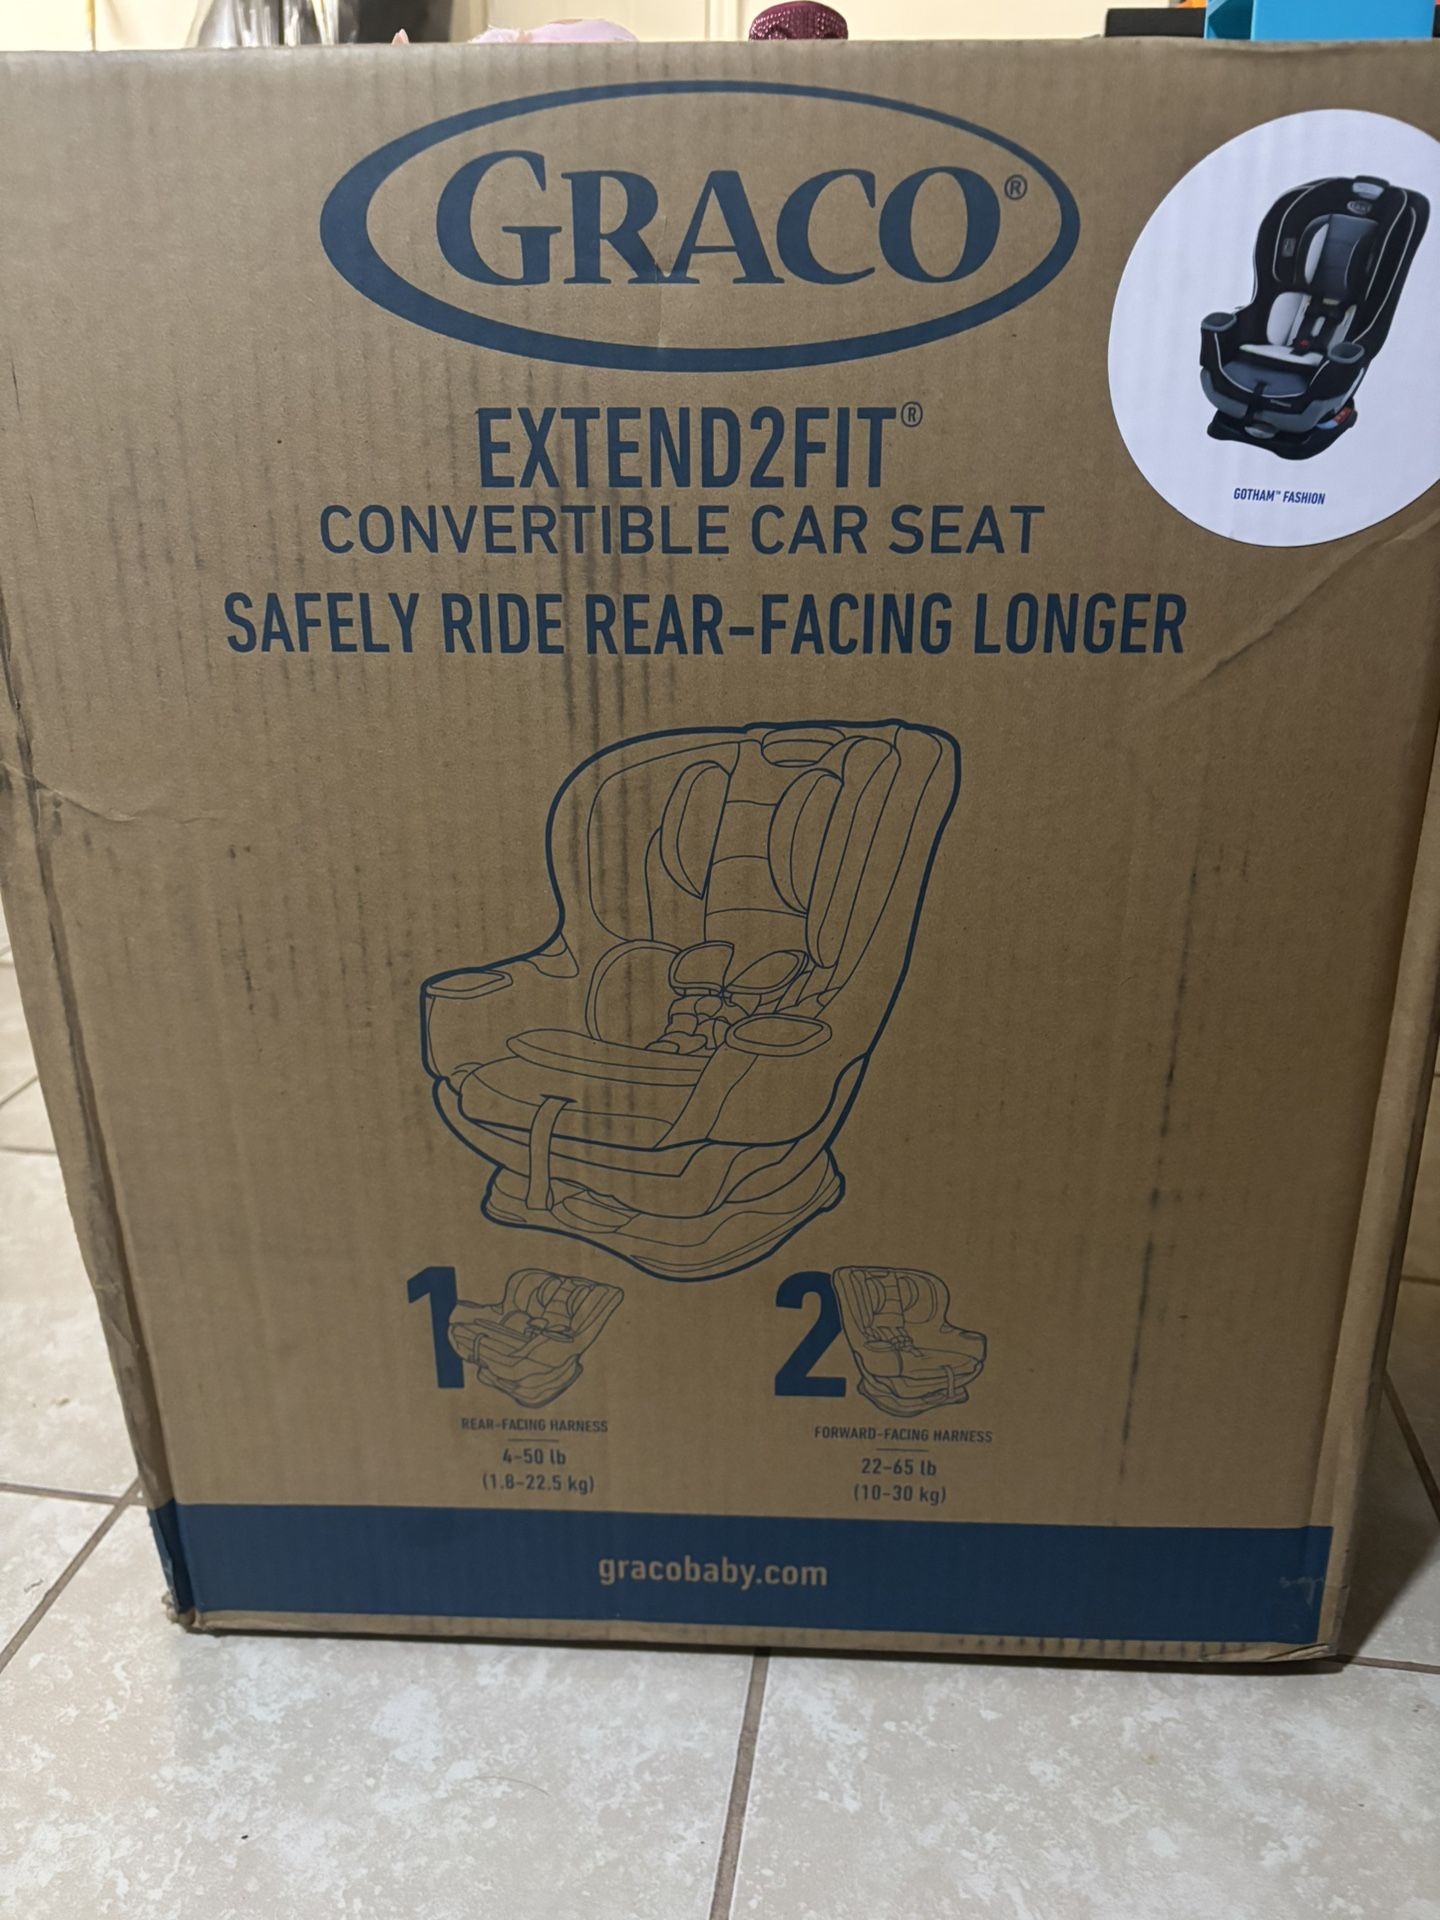 GRACO®
EXTEND2FIT®
CONVERTIBLE CAR SEAT
SAFELY RIDE REAR-FACING LONGER
GOTHAM™ FASHION
1
REAR-FACING HARNESS
4-50 lb
(1.8-22.5 kg)
2
FORWARD-FACING HARNESS
22-65 lb
(10-30 kg)
gracobaby.com